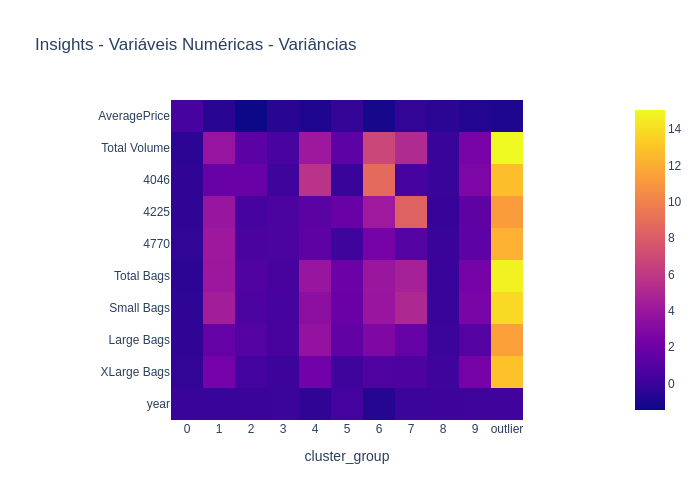 Insights - Variáveis Numéricas - Variâncias
AveragePrice
Total Volume
4046
4225
4770
Total Bags
Small Bags
Large Bags
XLarge Bags
year
0 1 2 3 4 5 6 7 8 9 outlier
cluster_group
14
12
10
8
6
4
2
0